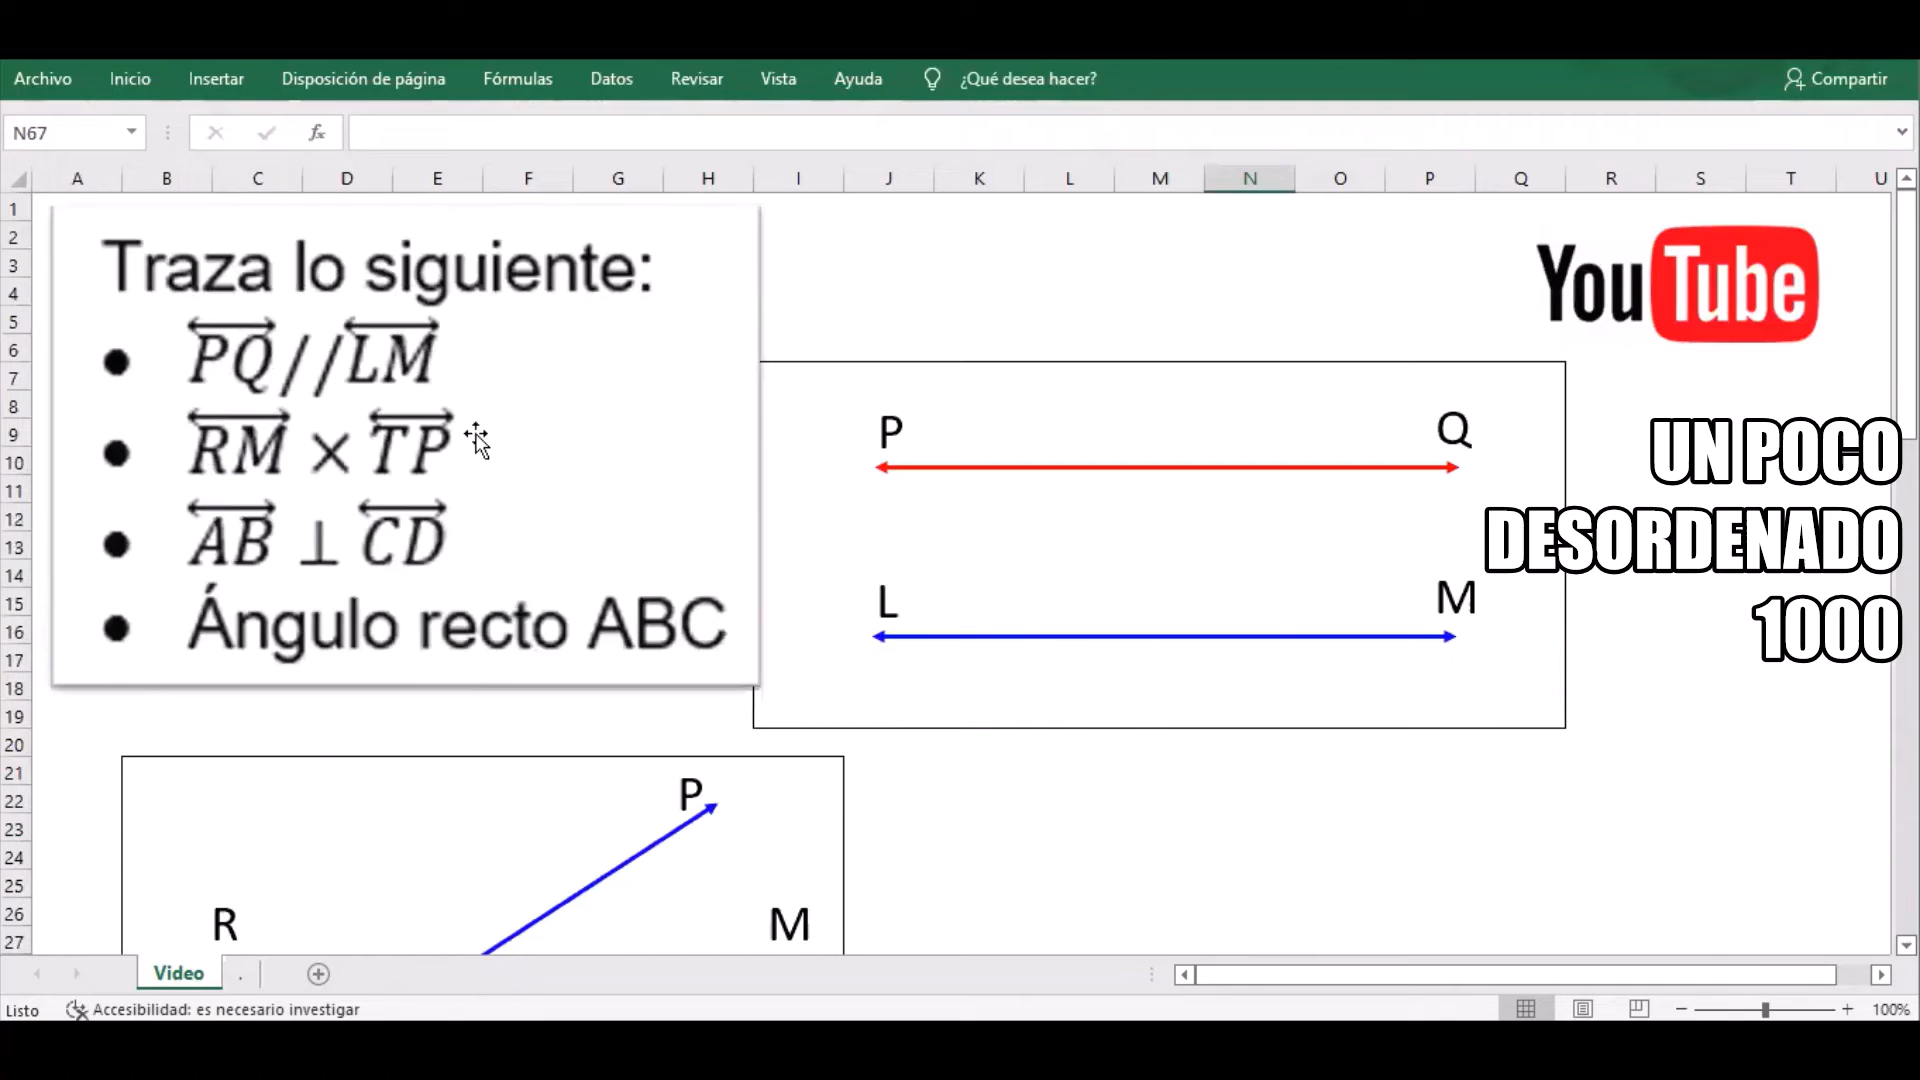 Archivo Inicio Insertar Disposición de página Fórmulas Datos Revisar Vista Ayuda ¿Qué desea hacer? Compartir
N67 fx
A B C D E F G H I J K L M N O P Q R S T U
1
2
3
4
5
6
7
8
9
10
11
12
13
14
15
16
17
18
19
20
21
22
23
24
25
26
27
Traza lo siguiente:
• PQ//LM
• RM × TP
• AB ⊥ CD
• Ángulo recto ABC
YouTube
P Q
L M
UN POCO
DESORDENADO
1000
P
R M
Video .
Listo Accesibilidad: es necesario investigar 100%